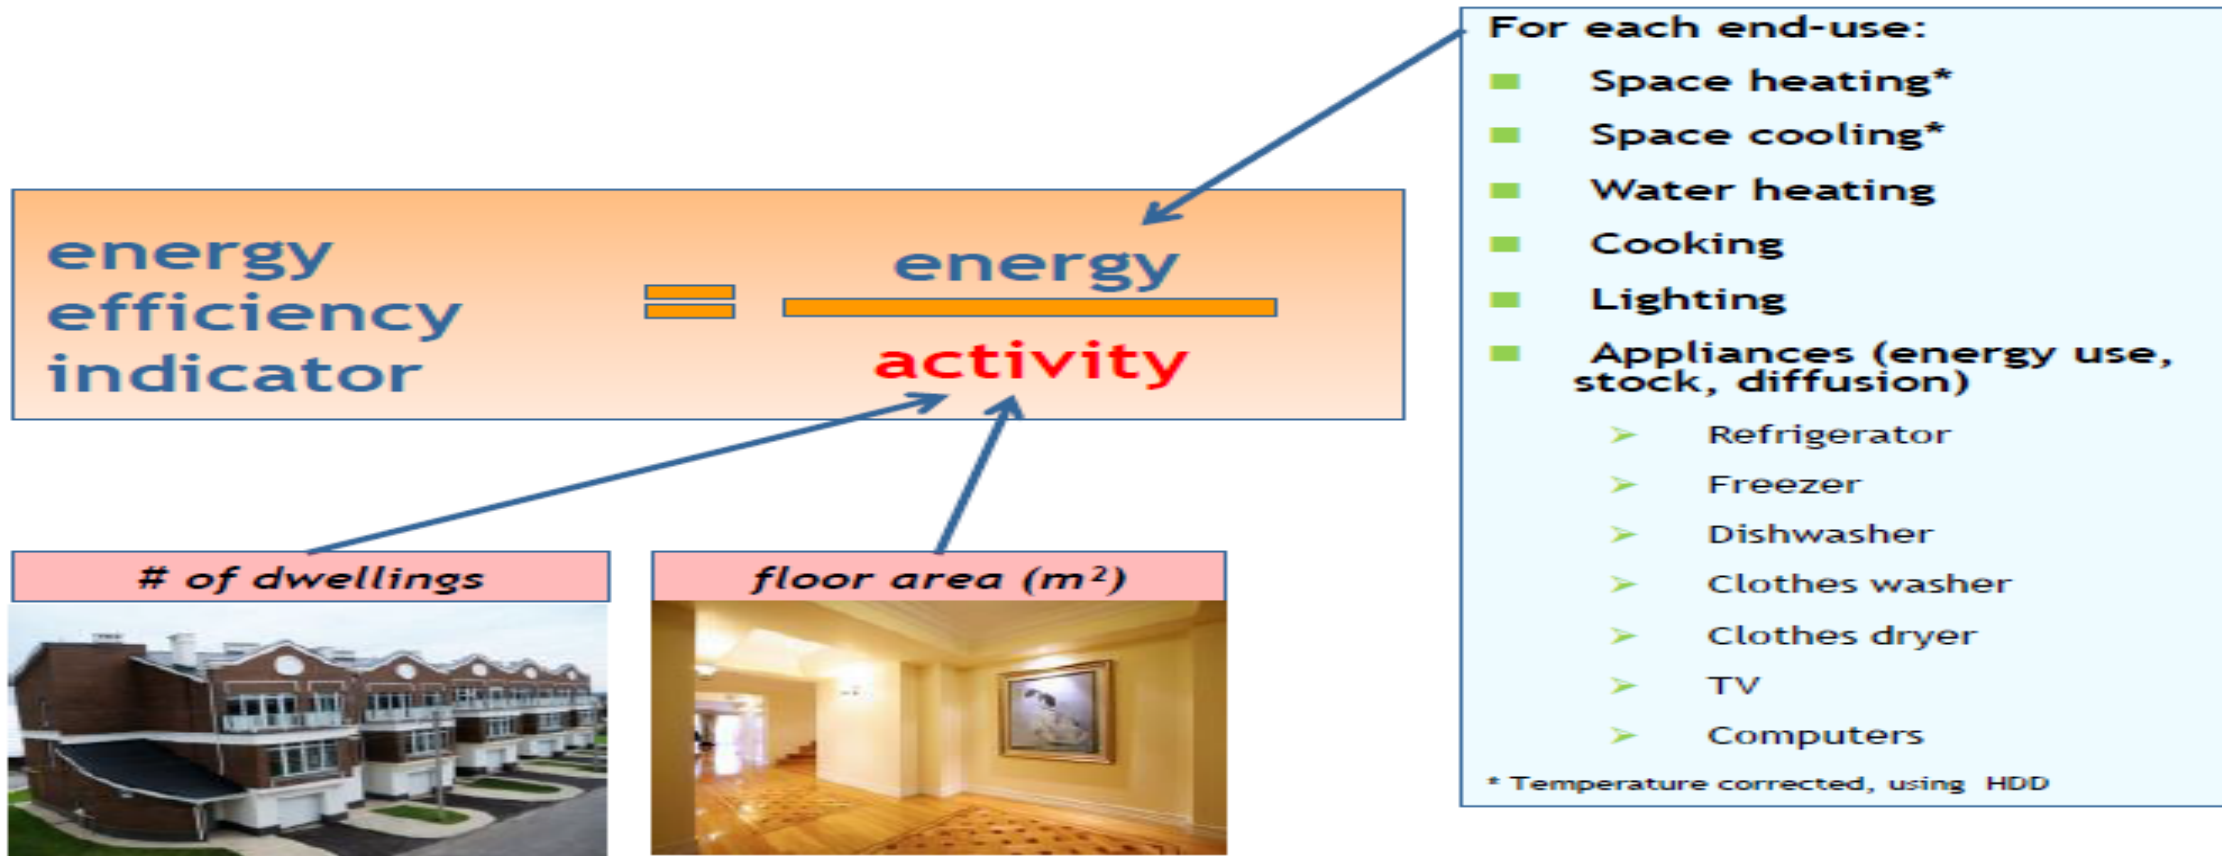 For each end-use:
Space heating*
Space cooling*
Water heating
Cooking
Lighting
Appliances (energy use,
stock, diffusion)
Refrigerator
Freezer
Dishwasher
Clothes washer
Clothes dryer
TV
Computers
* Temperature corrected, using HDD
energy
efficiency
indicator
=
energy
activity
# of dwellings
floor area (m²)